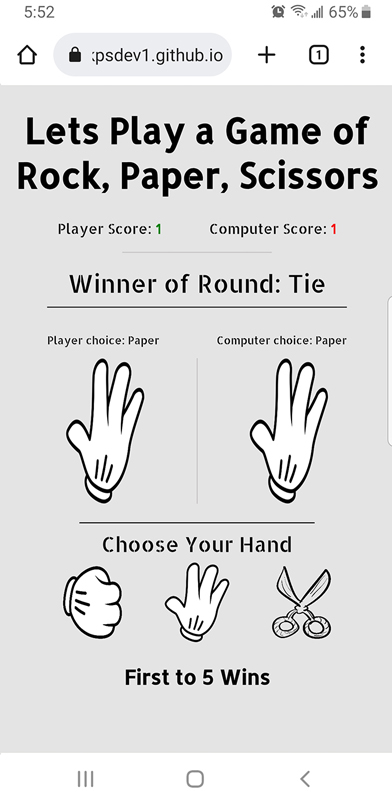 5:52
65%
:psdev1.github.io
1
Lets Play a Game of
Rock, Paper, Scissors
Player Score: 1
Computer Score: 1
Winner of Round: Tie
Player choice: Paper
Computer choice: Paper
Choose Your Hand
First to 5 Wins